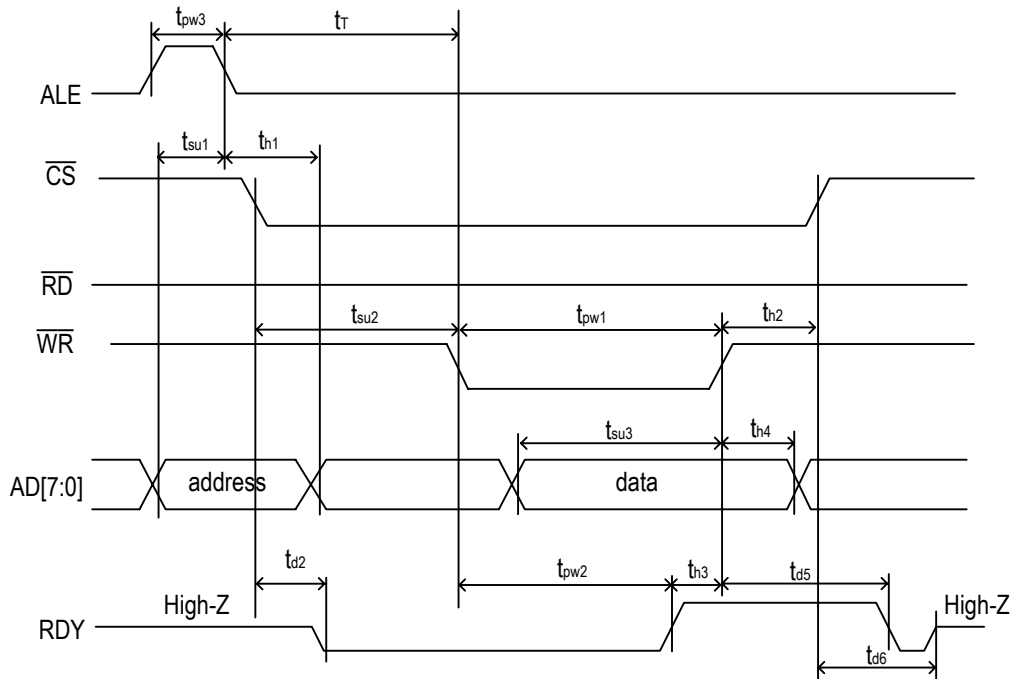 tpw3
tT
ALE
tsu1
th1
CS
RD
tsu2
tpw1
th2
WR
tsu3
th4
AD[7:0]
address
data
td2
tpw2
th3
td5
High-Z
High-Z
RDY
td6